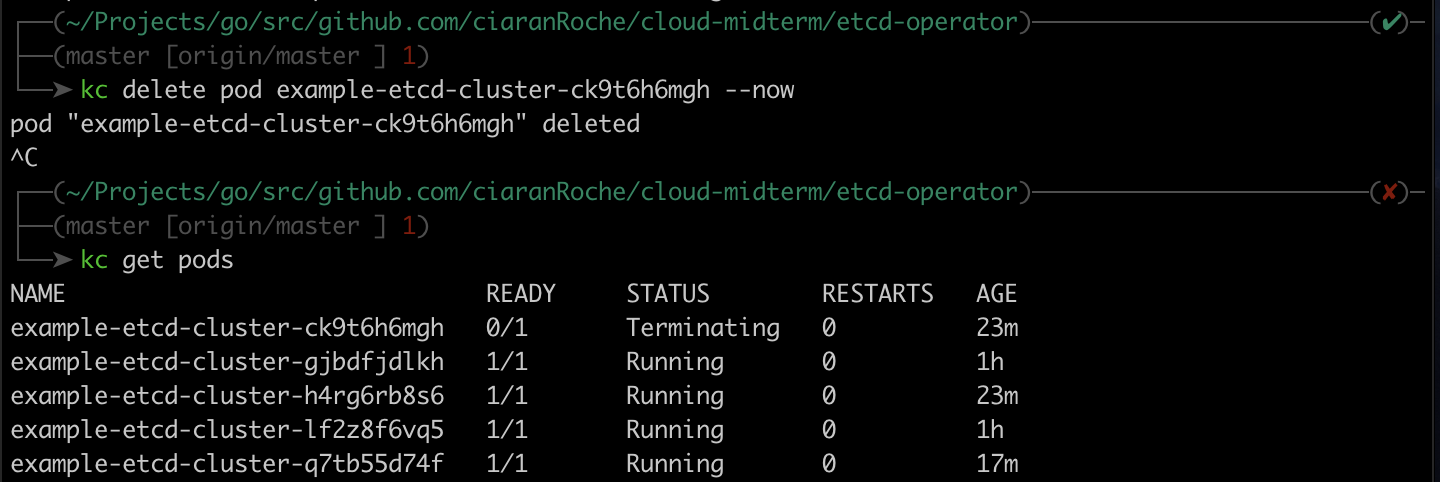 (~/Projects/go/src/github.com/ciaranRoche/cloud-midterm/etcd-operator) (✔)
(master [origin/master ] 1)
➤ kc delete pod example-etcd-cluster-ck9t6h6mgh --now
pod "example-etcd-cluster-ck9t6h6mgh" deleted
^C
(~/Projects/go/src/github.com/ciaranRoche/cloud-midterm/etcd-operator) (✘)
(master [origin/master ] 1)
➤ kc get pods
NAME READY STATUS RESTARTS AGE
example-etcd-cluster-ck9t6h6mgh 0/1 Terminating 0 23m
example-etcd-cluster-gjbdfjdlkh 1/1 Running 0 1h
example-etcd-cluster-h4rg6rb8s6 1/1 Running 0 23m
example-etcd-cluster-lf2z8f6vq5 1/1 Running 0 1h
example-etcd-cluster-q7tb55d74f 1/1 Running 0 17m